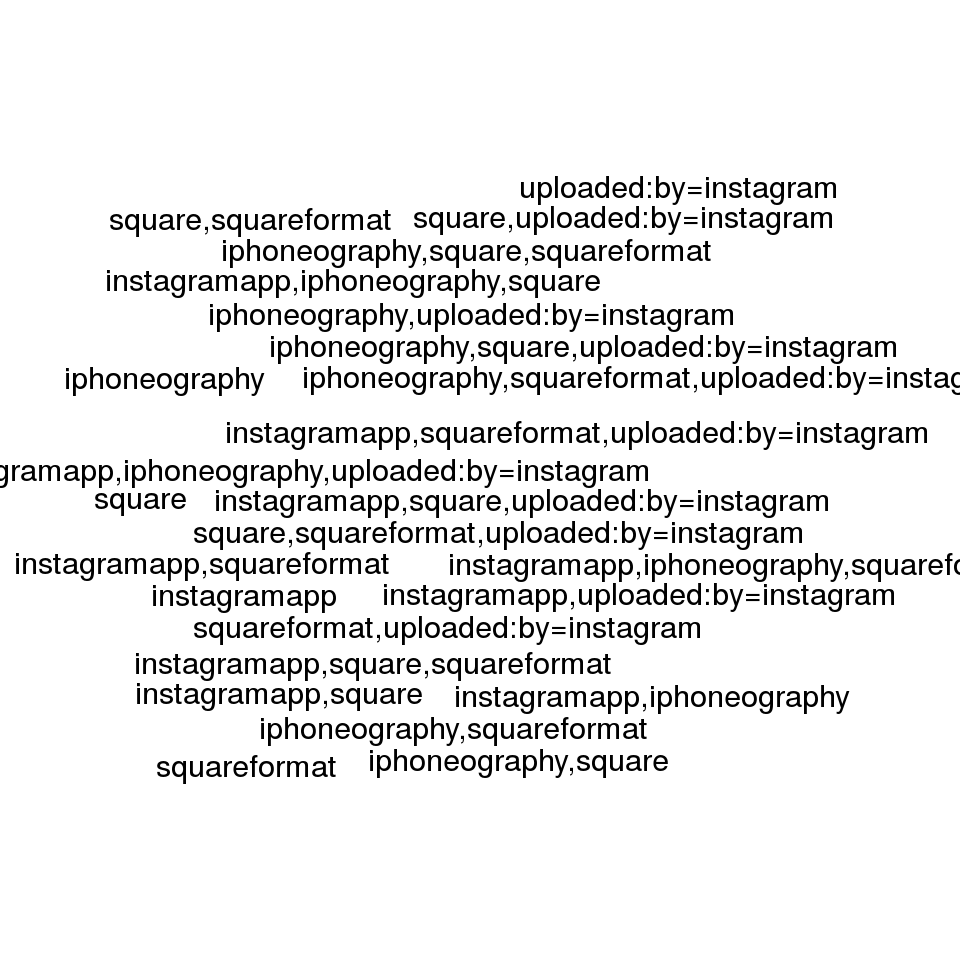 uploaded:by=instagram
square,squareformat square,uploaded:by=instagram
iphoneography,square,squareformat
instagramapp,iphoneography,square
iphoneography,uploaded:by=instagram
iphoneography,square,uploaded:by=instagram
iphoneography iphoneography,squareformat,uploaded:by=instag
instagramapp,squareformat,uploaded:by=instagram
gramapp,iphoneography,uploaded:by=instagram
square instagramapp,square,uploaded:by=instagram
square,squareformat,uploaded:by=instagram
instagramapp,squareformat instagramapp,iphoneography,squarefo
instagramapp instagramapp,uploaded:by=instagram
squareformat,uploaded:by=instagram
instagramapp,square,squareformat
instagramapp,square instagramapp,iphoneography
iphoneography,squareformat
squareformat iphoneography,square